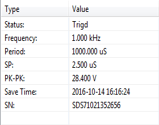 Type Value
Status: Trigd
Frequency: 1.000 kHz
Period: 1000.000 uS
SP: 2.500 uS
PK-PK: 28.400 V
Save Time: 2016-10-14 16:16:24
SN: SDS71021352656